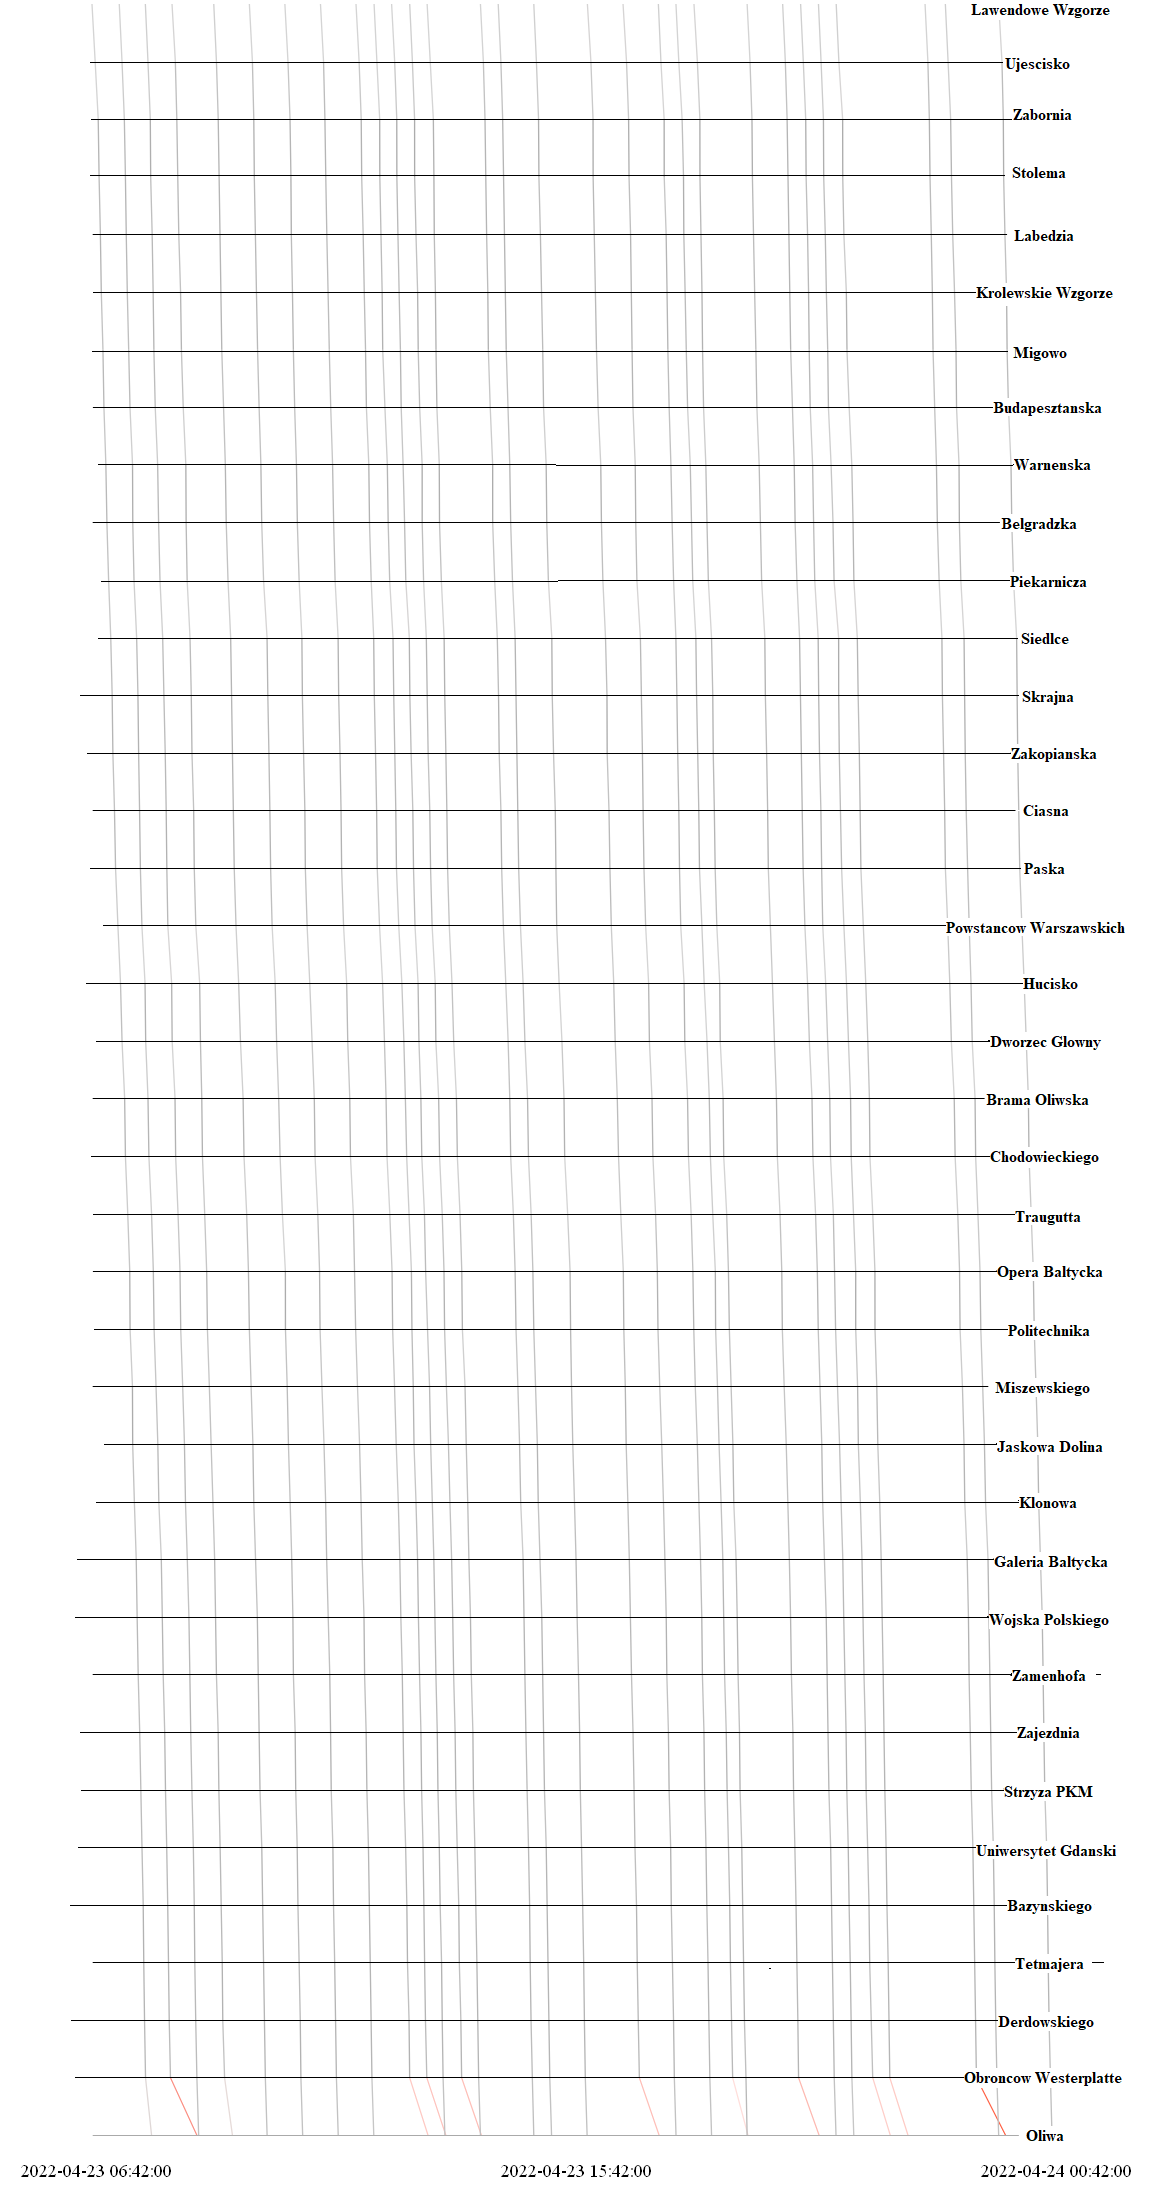 Lawendowe Wzgorze
Ujescisko
Zabornia
Stolema
Labedzia
Krolewskie Wzgorze
Migowo
Budapesztanska
Warnenska
Belgradzka
Piekarnicza
Siedlce
Skrajna
Zakopianska
Ciasna
Paska
Powstancow Warszawskich
Hucisko
Dworzec Glowny
Brama Oliwska
Chodowieckiego
Traugutta
Opera Baltycka
Politechnika
Miszewskiego
Jaskowa Dolina
Klonowa
Galeria Baltycka
Wojska Polskiego
Zamenhofa
Zajezdnia
Strzyza PKM
Uniwersytet Gdanski
Bazynskiego
Tetmajera
Derdowskiego
Obroncow Westerplatte
Oliwa
2022-04-23 06:42:00 2022-04-23 15:42:00 2022-04-24 00:42:00